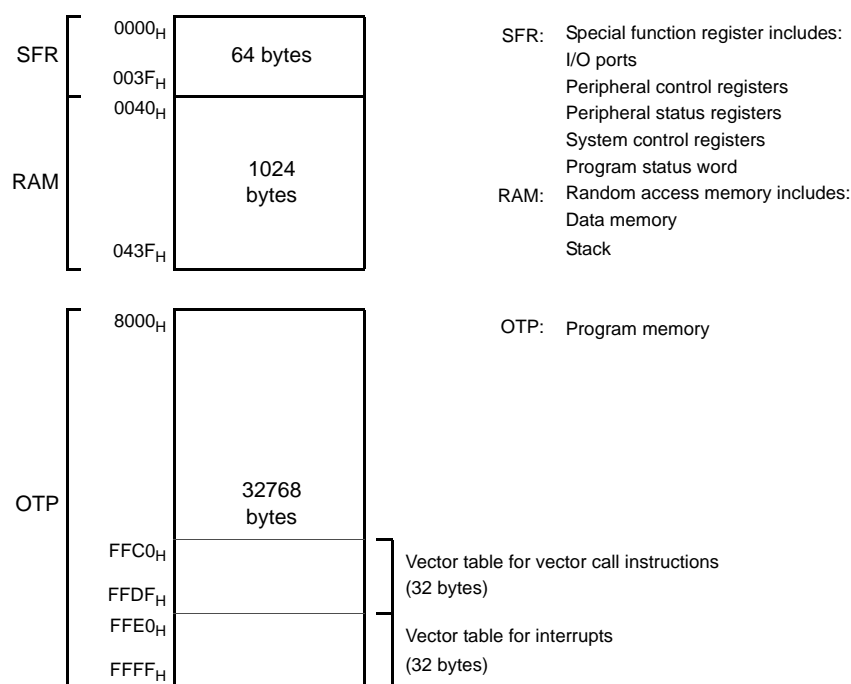 SFR
0000H
003FH
64 bytes
RAM
0040H
043FH
1024
bytes
SFR: Special function register includes:
I/O ports
Peripheral control registers
Peripheral status registers
System control registers
Program status word
RAM: Random access memory includes:
Data memory
Stack
OTP
8000H
32768
bytes
FFC0H
FFDFH
FFE0H
FFFFH
OTP: Program memory
Vector table for vector call instructions
(32 bytes)
Vector table for interrupts
(32 bytes)